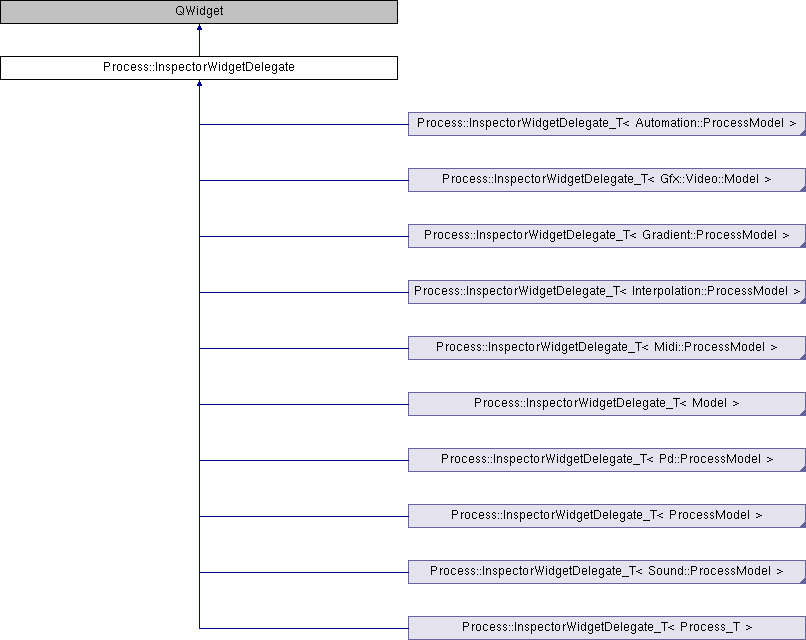 QWidget
Process::InspectorWidgetDelegate
Process::InspectorWidgetDelegate_T< Automation::ProcessModel >
Process::InspectorWidgetDelegate_T< Gfx::Video::Model >
Process::InspectorWidgetDelegate_T< Gradient::ProcessModel >
Process::InspectorWidgetDelegate_T< Interpolation::ProcessModel >
Process::InspectorWidgetDelegate_T< Midi::ProcessModel >
Process::InspectorWidgetDelegate_T< Model >
Process::InspectorWidgetDelegate_T< Pd::ProcessModel >
Process::InspectorWidgetDelegate_T< ProcessModel >
Process::InspectorWidgetDelegate_T< Sound::ProcessModel >
Process::InspectorWidgetDelegate_T< Process_T >